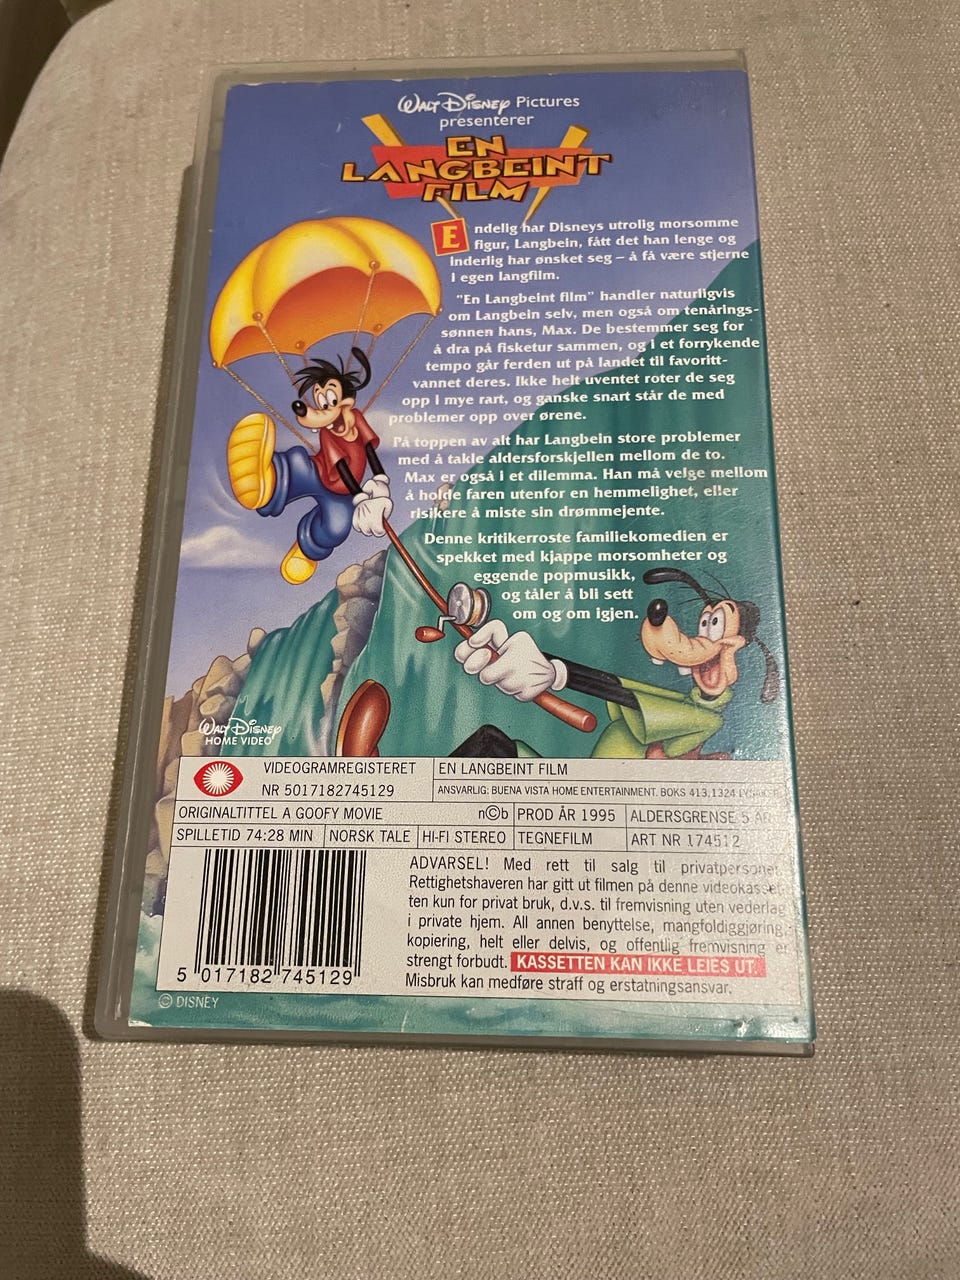 WALT DISNEY Pictures
presenterer
EN
LANGBEINT
FILM
Endelig har Disneys utrolig morsomme
figur, Langbein, fått det han lenge og
inderlig har ønsket seg – å få være stjerne
i egen langfilm.
"En Langbeint film" handler naturligvis
om Langbein selv, men også om tenårings-
sønnen hans, Max. De bestemmer seg for
å dra på fisketur sammen, og i et forrykende
tempo går ferden ut på landet til favoritt-
vannet deres. Ikke helt uventet roter de seg
opp i mye rart, og ganske snart står de med
problemer opp over ørene.
På toppen av alt har Langbein store problemer
med å takle aldersforskjellen mellom de to.
Max er også i et dilemma. Han må velge mellom
å holde faren utenfor en hemmelighet, eller
risikere å miste sin drømmejente.
Denne kritikerroste familiekomedien er
spekket med kjappe morsomheter og
eggende popmusikk,
og tåler å bli sett
om og om igjen.
WALT DISNEY
HOME VIDEO
VIDEOGRAMREGISTERET
NR 5017182745129
EN LANGBEINT FILM
ANSVARLIG: BUENA VISTA HOME ENTERTAINMENT. BOKS 413,1324
ORIGINALTITTEL A GOOFY MOVIE
n©b PROD ÅR 1995 ALDERSGRENSE 5 ÅR
SPILLETID 74:28 MIN NORSK TALE HI-FI STEREO TEGNEFILM ART NR 174512
ADVARSEL! Med rett til salg til privatpersoner.
Rettighetshaveren har gitt ut filmen på denne videokasset-
ten kun for privat bruk, d.v.s. til fremvisning uten vederlag
i private hjem. All annen benyttelse, mangfoldiggjøring,
kopiering, helt eller delvis, og offentlig fremvisning er
strengt forbudt. KASSETTEN KAN IKKE LEIES UT.
Misbruk kan medføre straff og erstatningsansvar.
5 017182 745129
© DISNEY